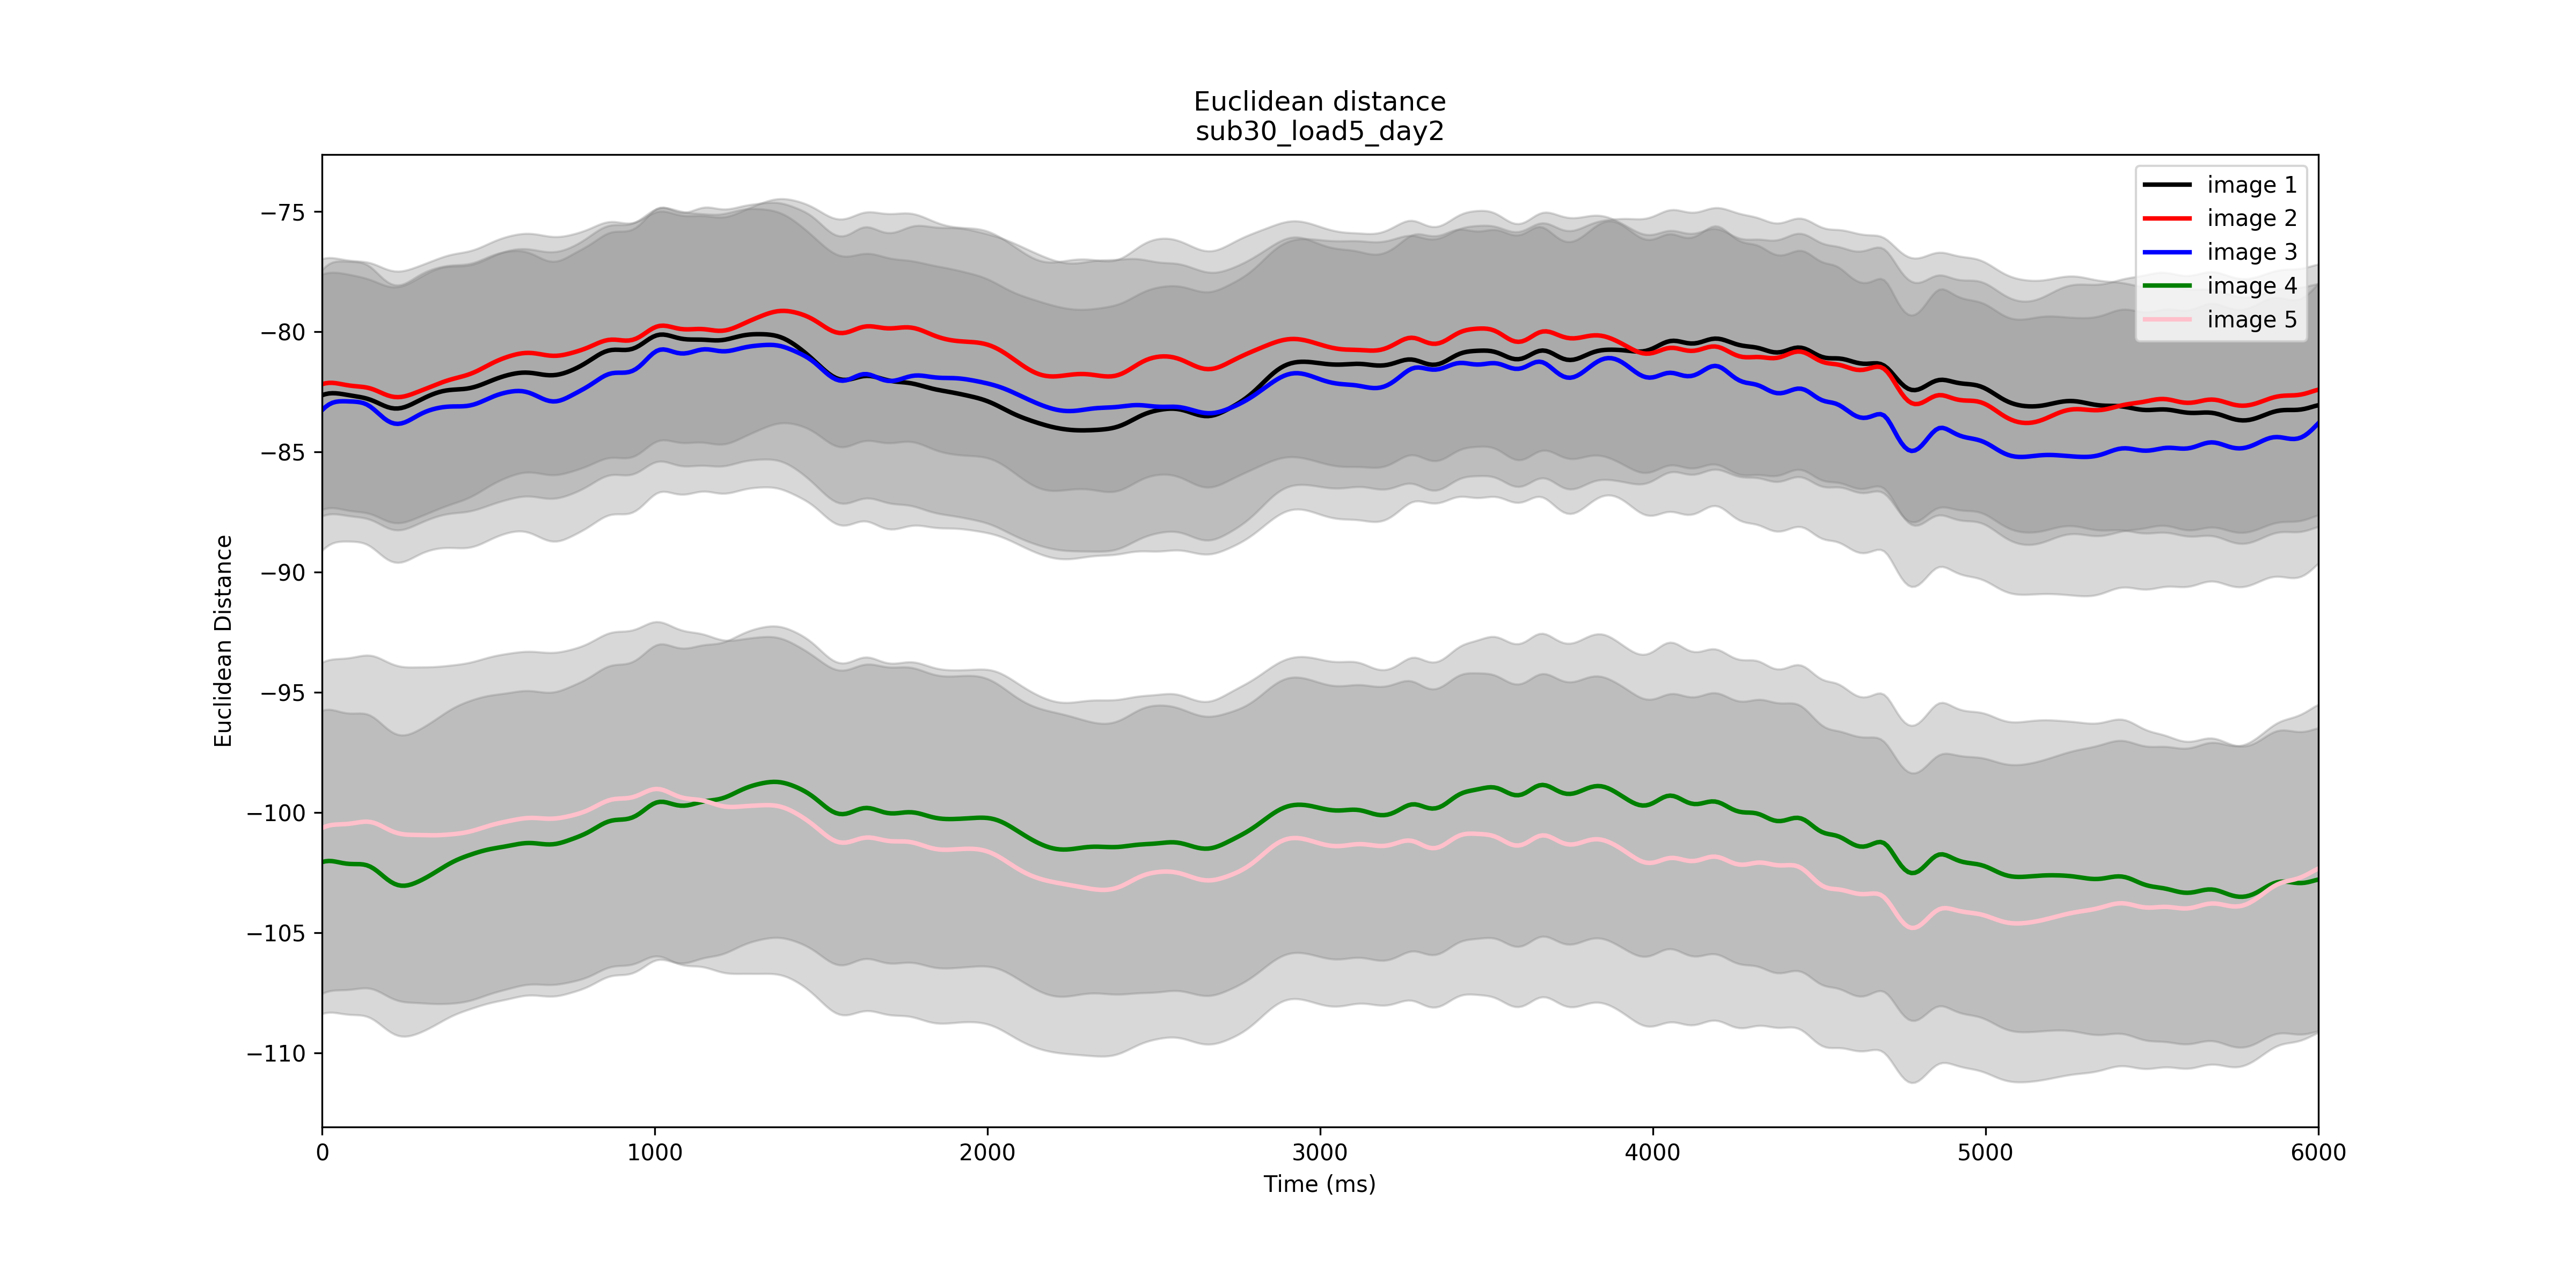 Euclidean distance
sub30_load5_day2
image 1
image 2
image 3
image 4
image 5
−75
−80
−85
−90
−95
−100
−105
−110
Euclidean Distance
0 1000 2000 3000 4000 5000 6000
Time (ms)